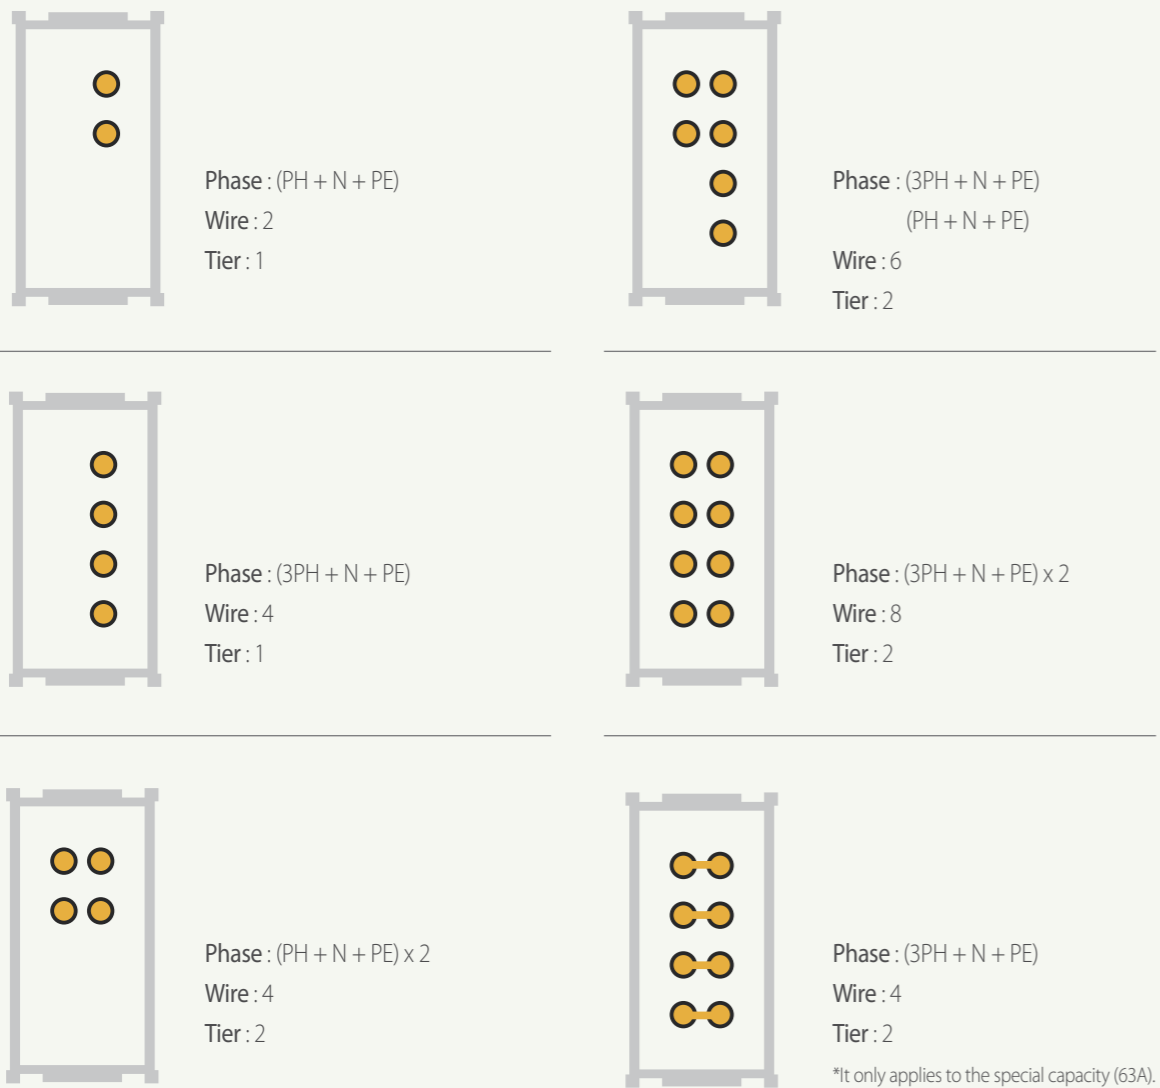 Phase : (PH + N + PE)
Wire : 2
Tier : 1
Phase : (3PH + N + PE)
(PH + N + PE)
Wire : 6
Tier : 2
Phase : (3PH + N + PE)
Wire : 4
Tier : 1
Phase : (3PH + N + PE) x 2
Wire : 8
Tier : 2
Phase : (PH + N + PE) x 2
Wire : 4
Tier : 2
Phase : (3PH + N + PE)
Wire : 4
Tier : 2
*It only applies to the special capacity (63A).